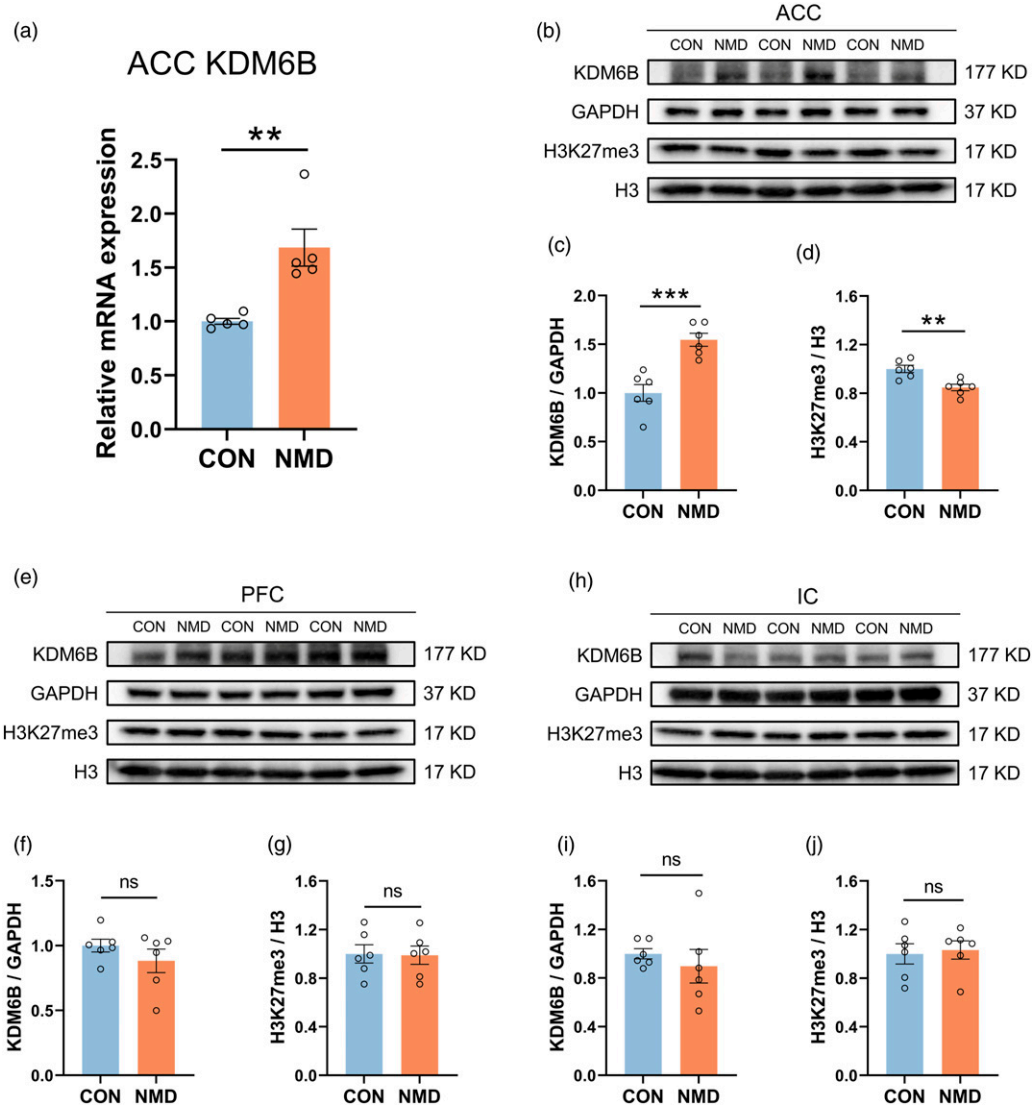 (a)
ACC KDM6B
**
Relative mRNA expression
2.5
2.0
1.5
1.0
0.5
0.0
CON NMD
(b)
ACC
CON NMD CON NMD CON NMD
KDM6B 177 KD
GAPDH 37 KD
H3K27me3 17 KD
H3 17 KD
(c)
***
KDM6B / GAPDH
2.0
1.5
1.0
0.5
0.0
CON NMD
(d)
**
H3K27me3 / H3
1.6
1.2
0.8
0.4
0.0
CON NMD
(e)
PFC
CON NMD CON NMD CON NMD
KDM6B 177 KD
GAPDH 37 KD
H3K27me3 17 KD
H3 17 KD
(h)
IC
CON NMD CON NMD CON NMD
KDM6B 177 KD
GAPDH 37 KD
H3K27me3 17 KD
H3 17 KD
(f)
ns
KDM6B / GAPDH
1.5
1.0
0.5
0.0
CON NMD
(g)
ns
H3K27me3 / H3
1.6
1.2
0.8
0.4
0.0
CON NMD
(i)
ns
KDM6B / GAPDH
1.6
1.2
0.8
0.4
0.0
CON NMD
(j)
ns
H3K27me3 / H3
1.6
1.2
0.8
0.4
0.0
CON NMD